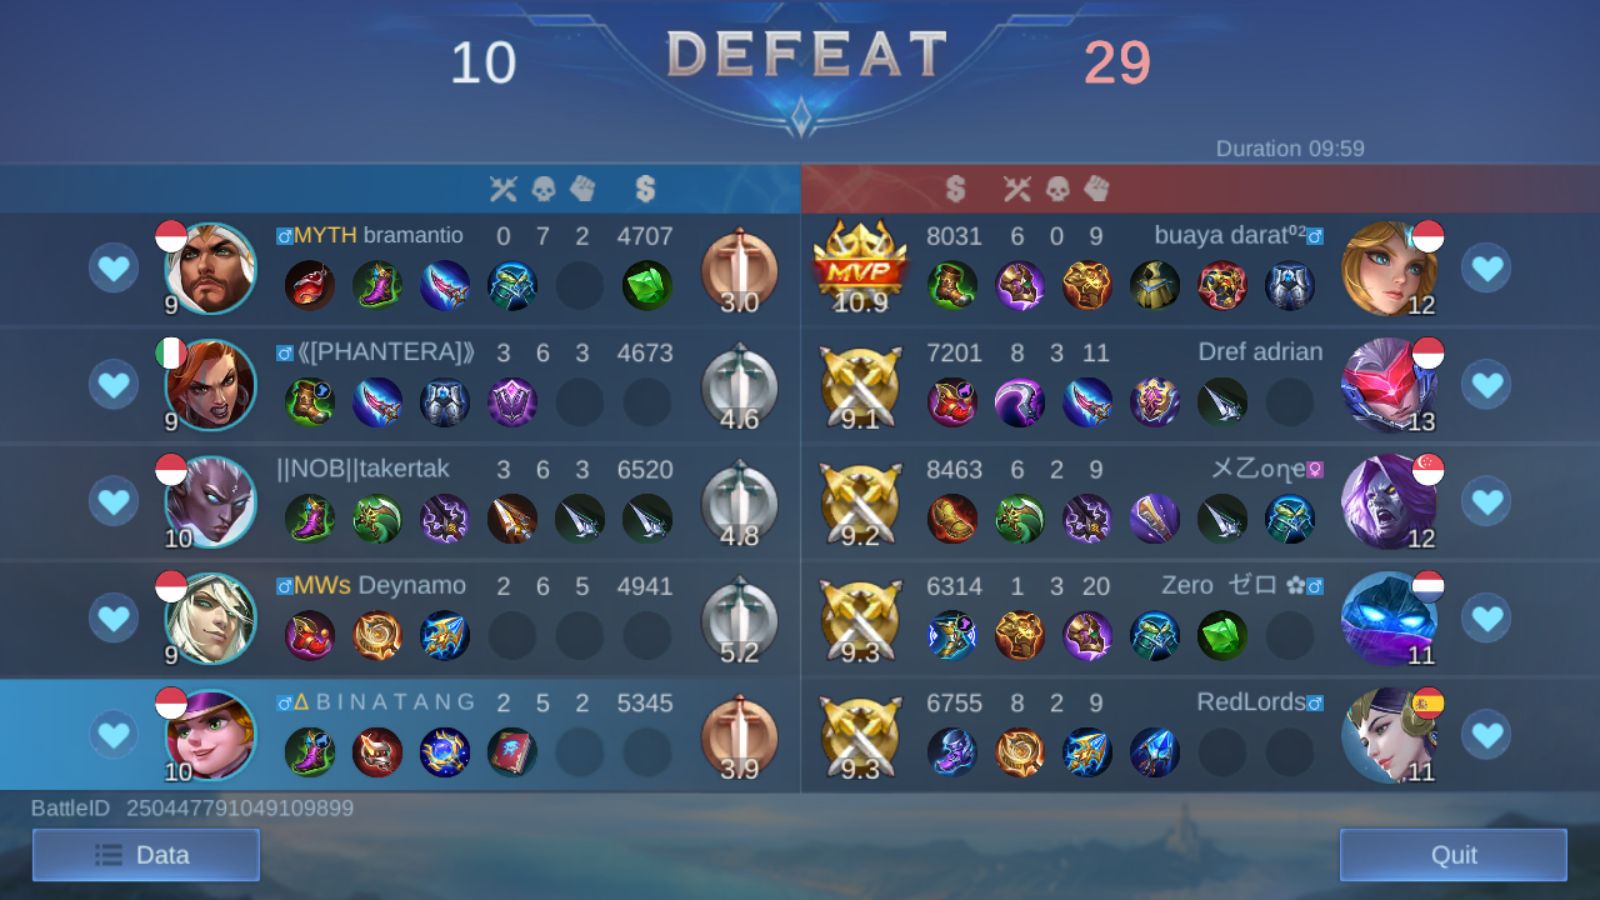 10 DEFEAT 29
Duration 09:59
MYTH bramantio 0 7 2 4707
9 3.0
MVP 10.9 8031 6 0 9 buaya darat⁰² 12
《[PHANTERA]》 3 6 3 4673
9 4.6
9.1 7201 8 3 11 Dref adrian 13
||NOB||takertak 3 6 3 6520
10 4.8
9.2 8463 6 2 9 メ乙oɳe 12
MWs Deynamo 2 6 5 4941
9 5.2
9.3 6314 1 3 20 Zero ゼロ ✿ 11
Δ B I N A T A N G 2 5 2 5345
10 3.9
9.3 6755 8 2 9 RedLords 11
BattleID 250447791049109899
Data
Quit